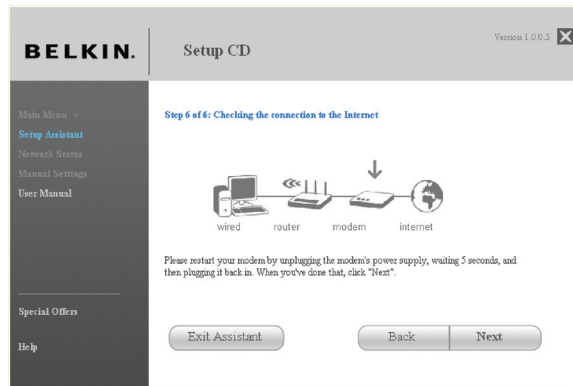 BELKIN.
Setup CD
Version 1.0.0.5
Main Menu
Setup Assistant
Network Status
Manual Settings
User Manual
Special Offers
Help
Step 6 of 6: Checking the connection to the Internet
wired router modem internet
Please restart your modem by unplugging the modem's power supply, waiting 5 seconds, and
then plugging it back in. When you've done that, click "Next".
Exit Assistant Back Next